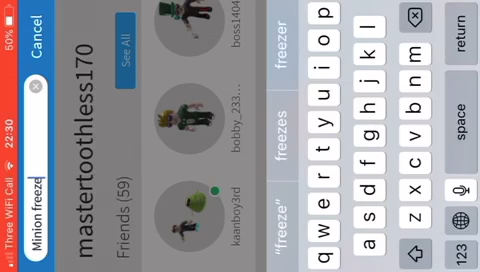 Three WiFi Call 22:30 50%
Minion freeze
Cancel
mastertoothless170
Friends (59)
See All
kaanboy3rd
bobby_233...
boss1404
"freeze"
freezes
freezer
q w e r t y u i o p
a s d f g h j k l
z x c v b n m
123
space
return